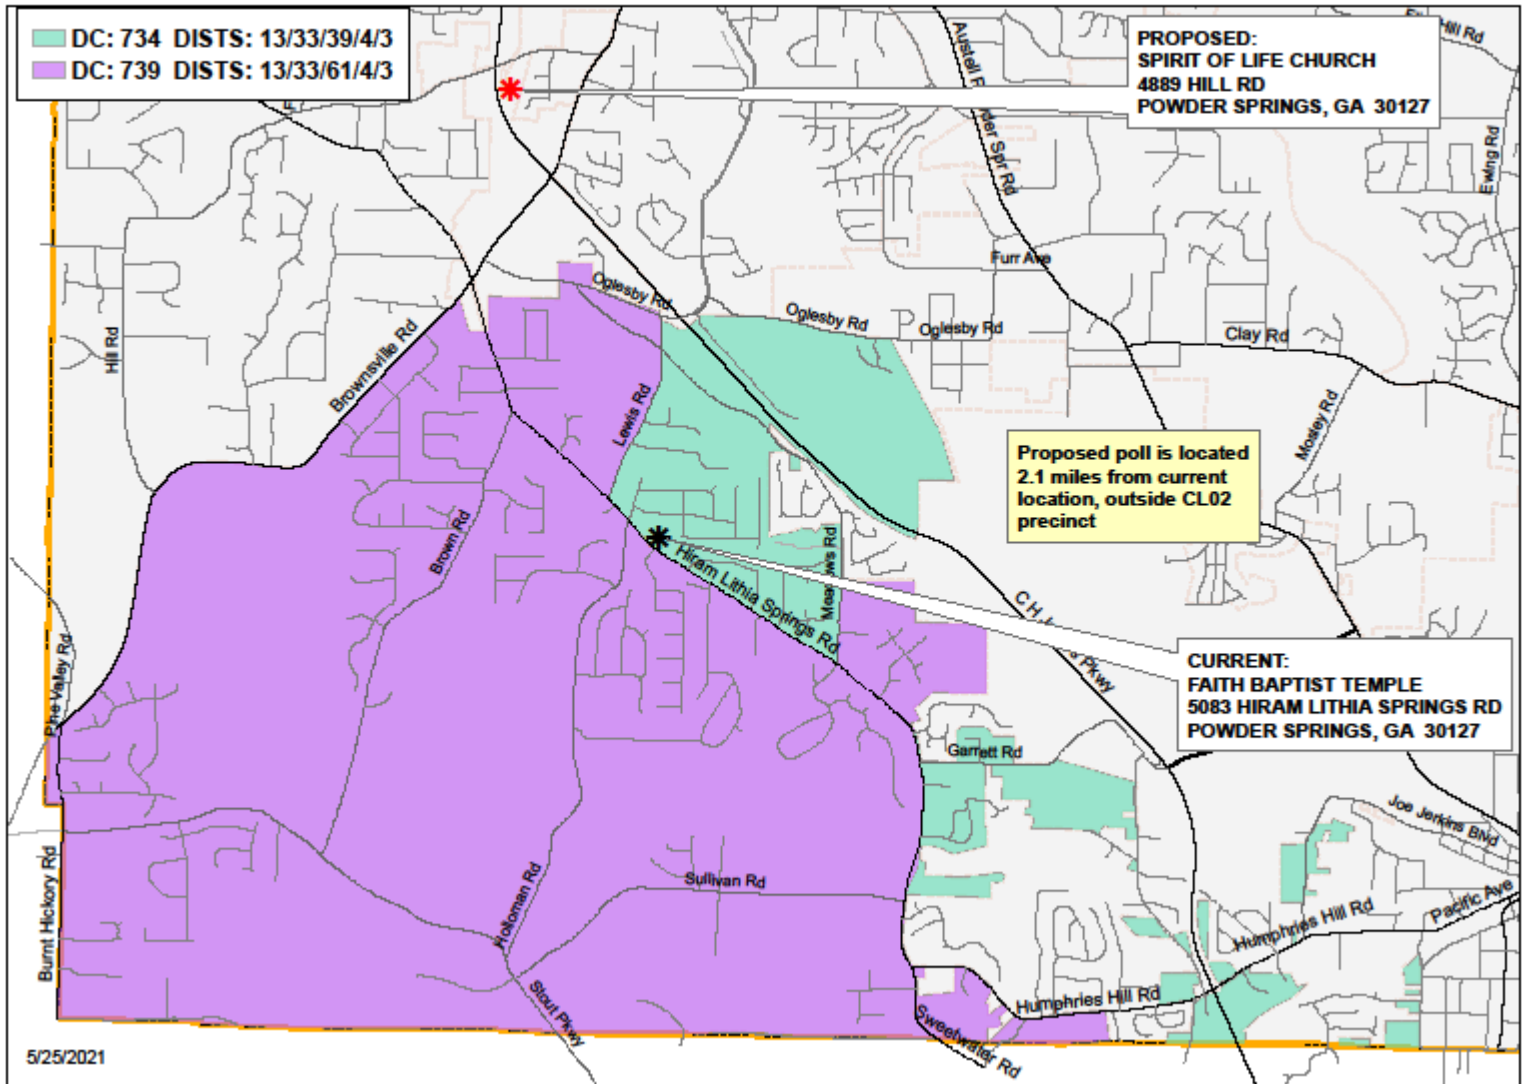 DC: 734 DISTS: 13/33/39/4/3
DC: 739 DISTS: 13/33/61/4/3
PROPOSED:
SPIRIT OF LIFE CHURCH
4889 HILL RD
POWDER SPRINGS, GA 30127
Hill Rd
Ewing Rd
Spr Rd
Furr Ave
Oglesby Rd
Oglesby Rd
Oglesby Rd
Clay Rd
Hill Rd
Brownsville Rd
Lewis Rd
Mosley Rd
Proposed poll is located
2.1 miles from current
location, outside CL02
precinct
Brown Rd
Hiram Lithia Springs Rd
Meadows Rd
Pkwy
CURRENT:
FAITH BAPTIST TEMPLE
5083 HIRAM LITHIA SPRINGS RD
POWDER SPRINGS, GA 30127
Valley Rd
Garrett Rd
Joe Jerkins Blvd
Burnt Hickory Rd
Sullivan Rd
Holloman Rd
Humphries Hill Rd
Pacific Ave
Humphries Hill Rd
Stout Pkwy
Sweetwater Rd
5/25/2021